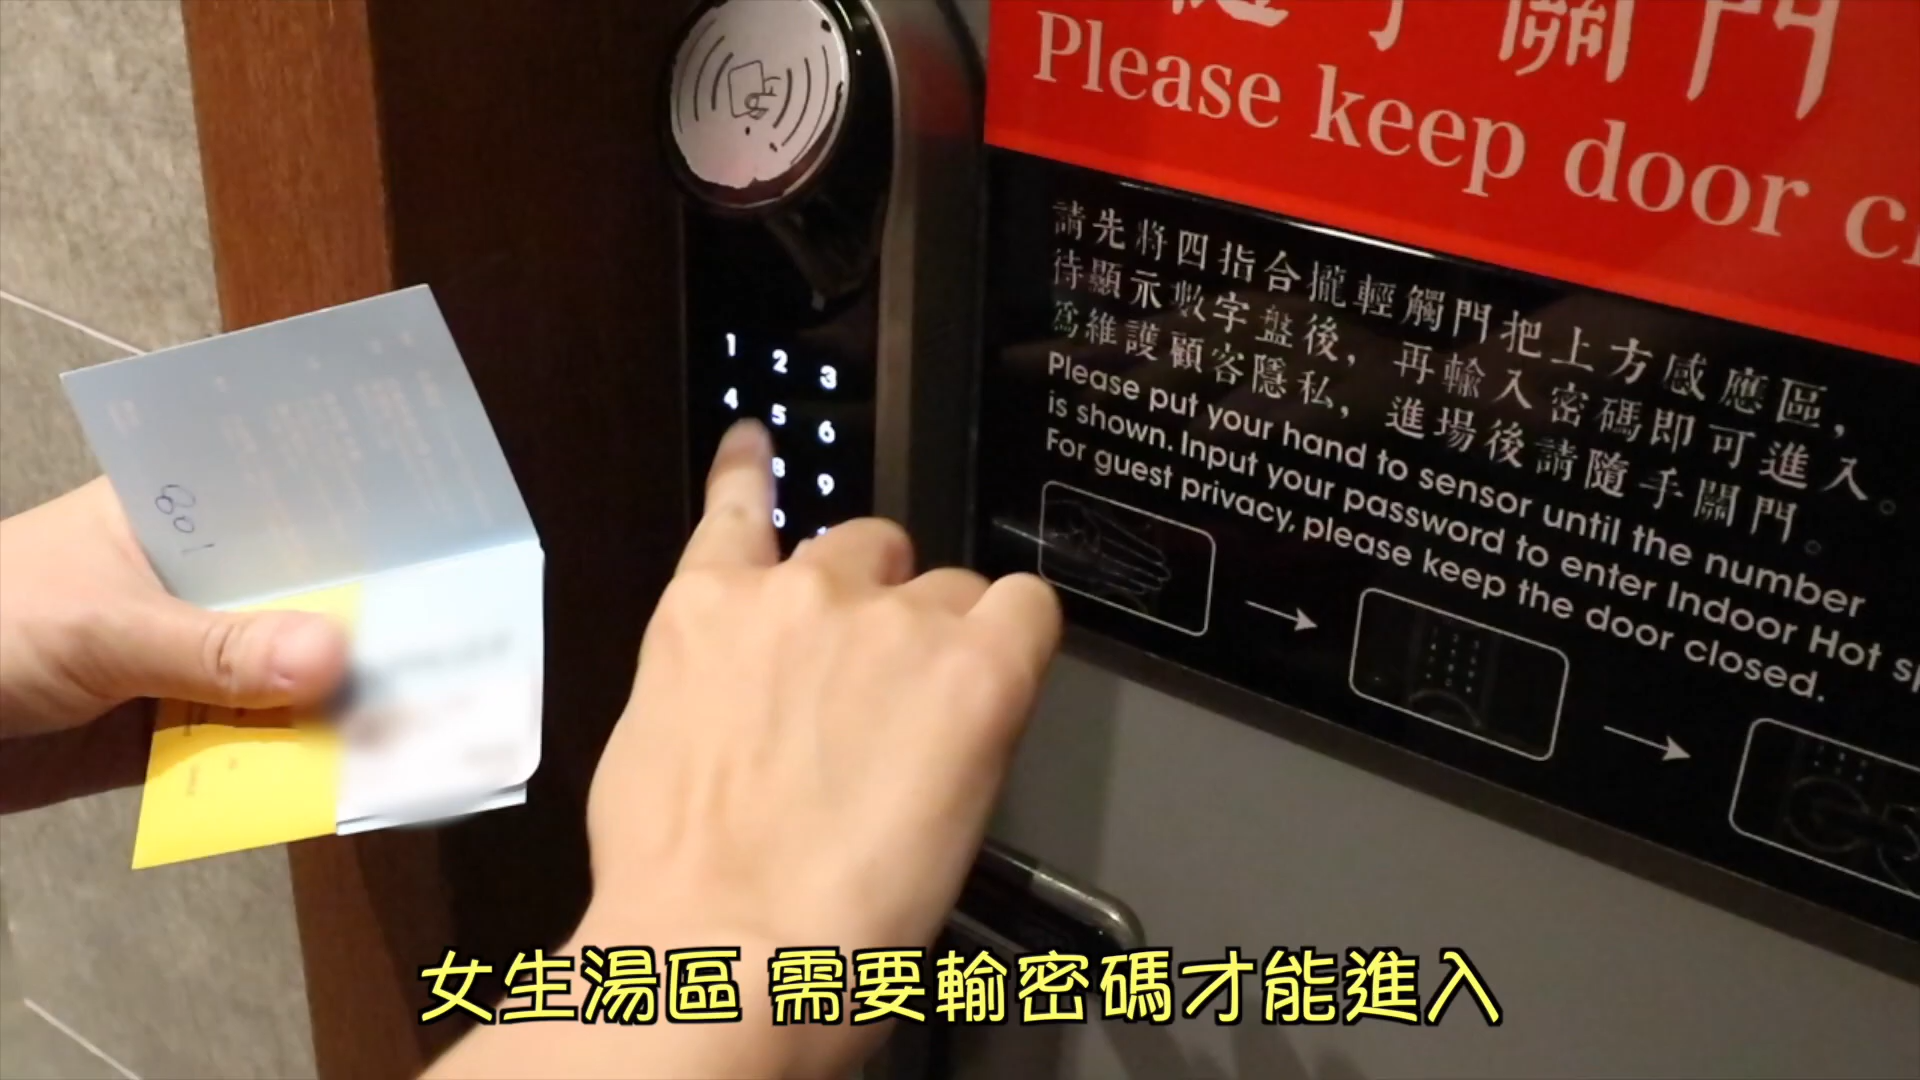 隨手關門
Please keep door c
請先將四指合攏輕觸門把上方感應區，
待顯示數字盤後，再輸入密碼即可進入。
為維護顧客隱私，進場後請隨手關門。
Please put your hand to sensor until the number
is shown. Input your password to enter Indoor Hot sp
For guest privacy, please keep the door closed.
1 2 3
4 5 6
8 9
0
801
女生湯區 需要輸密碼才能進入